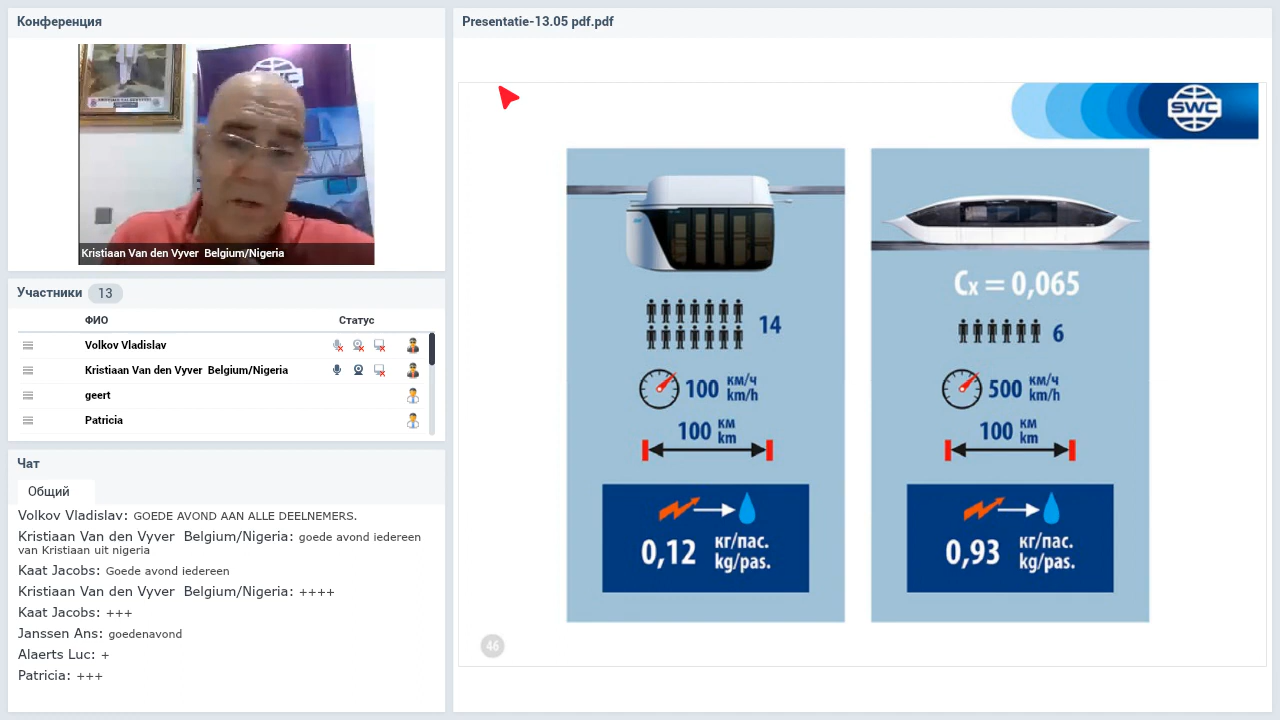 Конференция
Kristiaan Van den Vyver Belgium/Nigeria
Участники 13
ФИО Статус
Volkov Vladislav
Kristiaan Van den Vyver Belgium/Nigeria
geert
Patricia
Чат
Общий
Volkov Vladislav: GOEDE AVOND AAN ALLE DEELNEMERS.
Kristiaan Van den Vyver Belgium/Nigeria: goede avond iedereen
van Kristiaan uit nigeria
Kaat Jacobs: Goede avond iedereen
Kristiaan Van den Vyver Belgium/Nigeria: ++++
Kaat Jacobs: +++
Janssen Ans: goedenavond
Alaerts Luc: +
Patricia: +++
Presentatie-13.05 pdf.pdf
SWC
14
100 км/ч
km/h
100 км
km
0,12 кг/пас.
kg/pas.
Cx = 0,065
6
500 км/ч
km/h
100 км
km
0,93 кг/пас.
kg/pas.
46